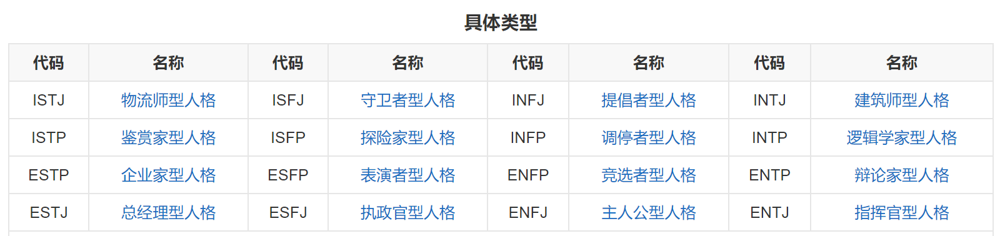 具体类型
代码 名称 代码 名称 代码 名称 代码 名称
ISTJ 物流师型人格 ISFJ 守卫者型人格 INFJ 提倡者型人格 INTJ 建筑师型人格
ISTP 鉴赏家型人格 ISFP 探险家型人格 INFP 调停者型人格 INTP 逻辑学家型人格
ESTP 企业家型人格 ESFP 表演者型人格 ENFP 竞选者型人格 ENTP 辩论家型人格
ESTJ 总经理型人格 ESFJ 执政官型人格 ENFJ 主人公型人格 ENTJ 指挥官型人格